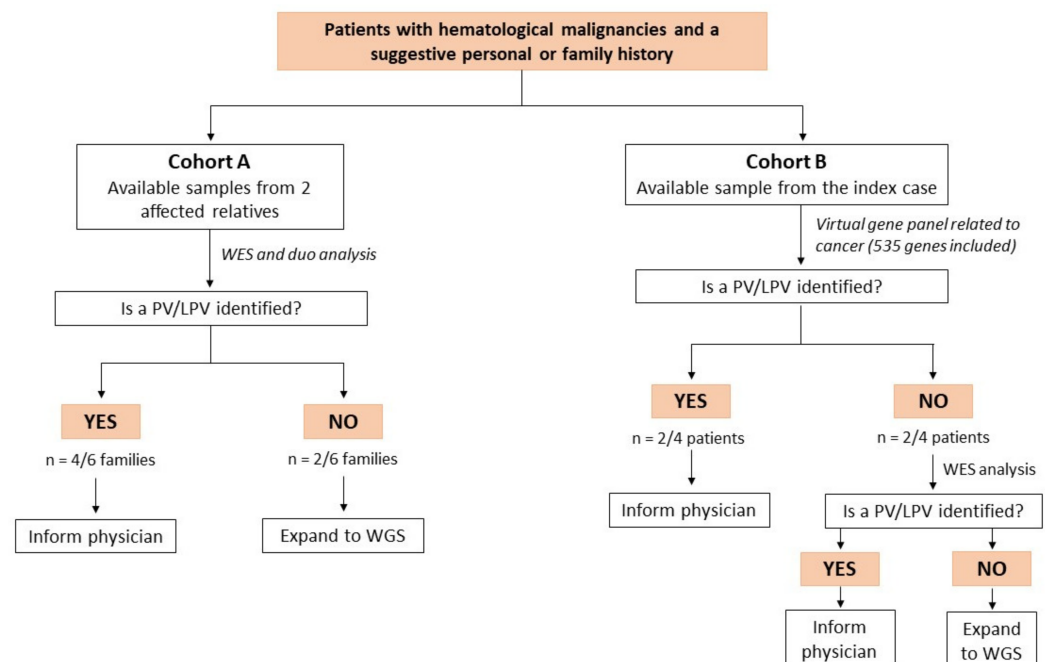 Patients with hematological malignancies and a
suggestive personal or family history
Cohort A
Available samples from 2
affected relatives
WES and duo analysis
Is a PV/LPV identified?
YES
n = 4/6 families
Inform physician
NO
n = 2/6 families
Expand to WGS
Cohort B
Available sample from the index case
Virtual gene panel related to
cancer (535 genes included)
Is a PV/LPV identified?
YES
n = 2/4 patients
Inform physician
NO
n = 2/4 patients
WES analysis
Is a PV/LPV identified?
YES
Inform
physician
NO
Expand
to WGS